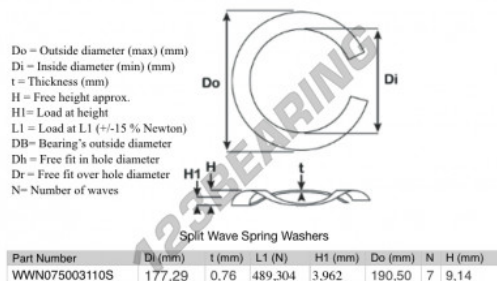 Do = Outside diameter (max) (mm)
Di = Inside diameter (min) (mm)
t = Thickness (mm)
H = Free height approx.
H1= Load at height
L1 = Load at L1 (+/-15 % Newton)
DB= Bearing's outside diameter
Dh = Free fit in hole diameter
Dr = Free fit over hole diameter
N= Number of waves
Do
Di
H1
H
t
123BEARING
Split Wave Spring Washers
Part Number Di (mm) t (mm) L1 (N) H1 (mm) Do (mm) N H (mm)
WWN075003110S 177,29 0,76 489,304 3,962 190,50 7 9,14